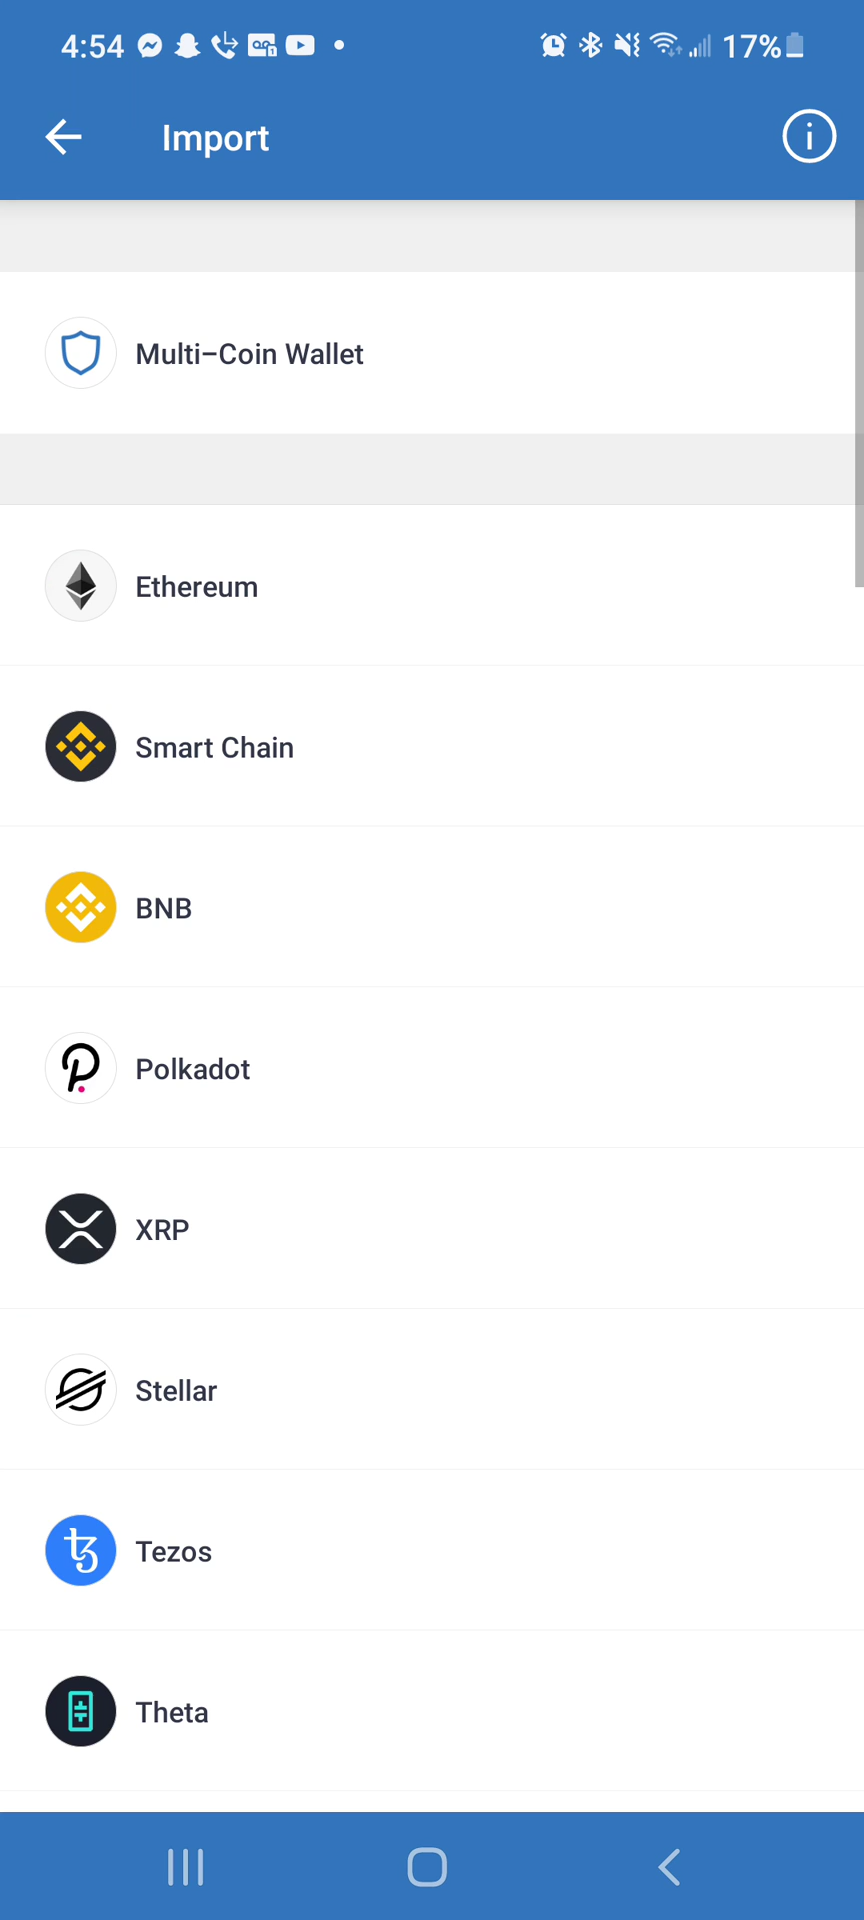 4:54 17%
Import
Multi–Coin Wallet
Ethereum
Smart Chain
BNB
Polkadot
XRP
Stellar
Tezos
Theta